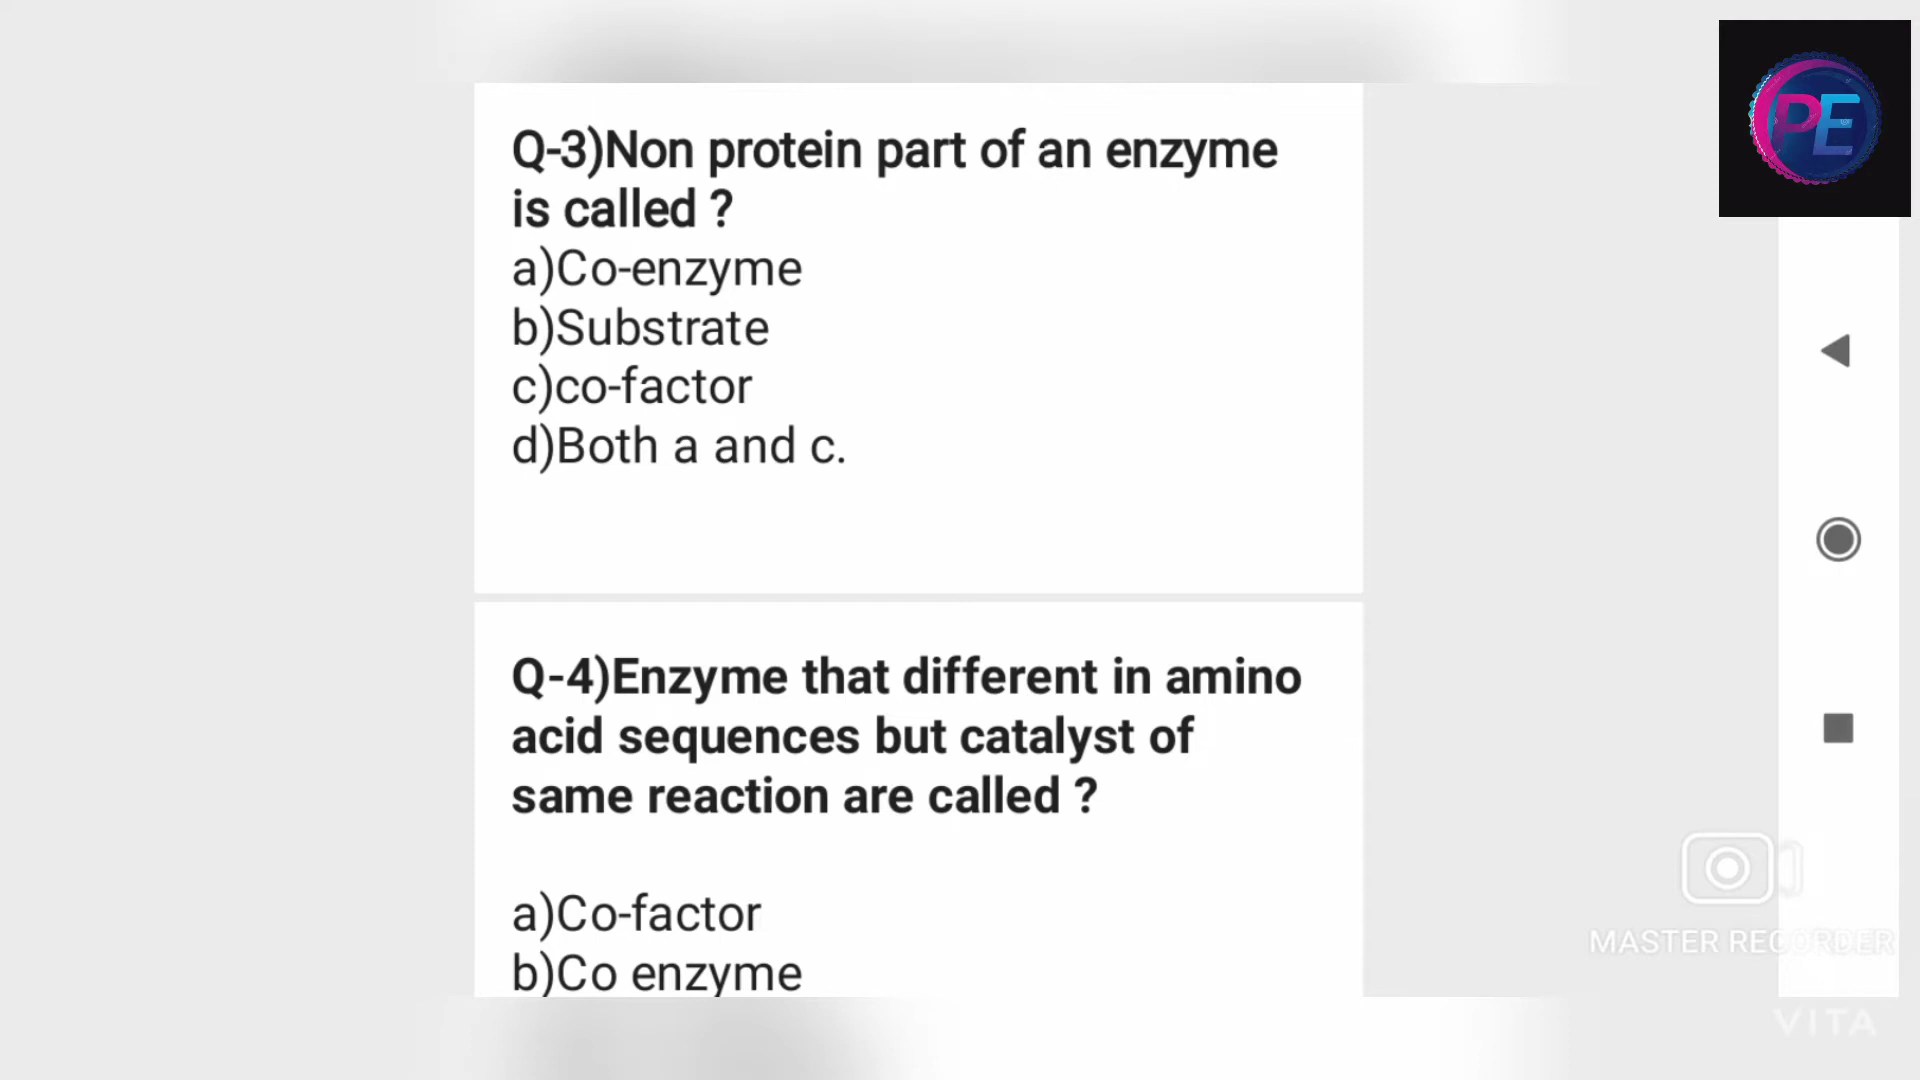 PE
Q-3)Non protein part of an enzyme
is called ?
a)Co-enzyme
b)Substrate
c)co-factor
d)Both a and c.
Q-4)Enzyme that different in amino
acid sequences but catalyst of
same reaction are called ?
a)Co-factor
b)Co enzyme
MASTER RECORDER
VITA